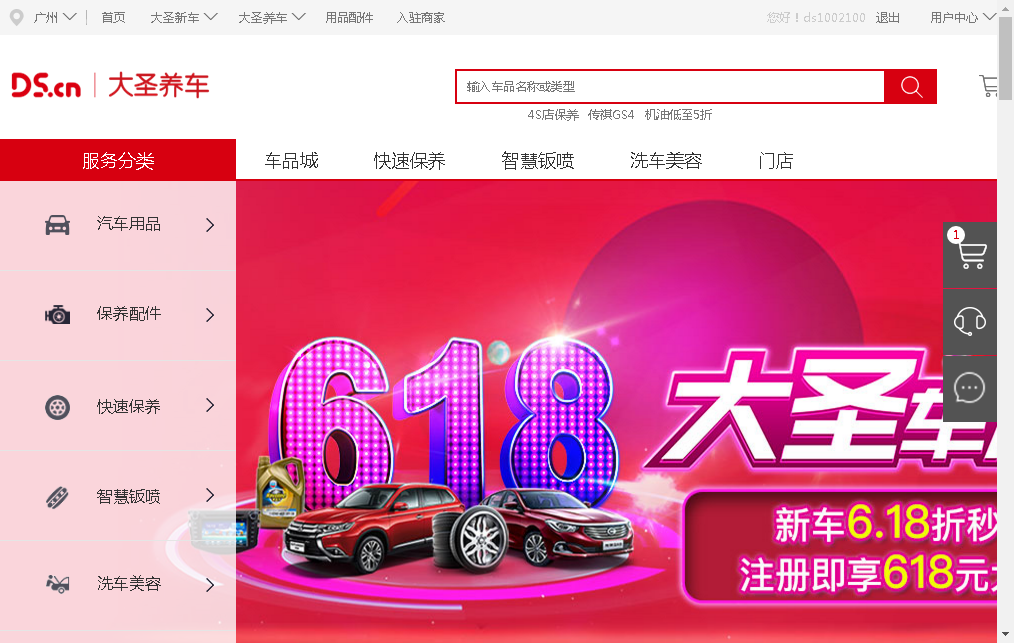 广州 首页 大圣新车 大圣养车 用品配件 入驻商家 您好！ds1002100 退出 用户中心
DS.cn 大圣养车
输入车品名称或类型
4S店保养 传祺GS4 机油低至5折
服务分类 车品城 快速保养 智慧钣喷 洗车美容 门店
汽车用品
1
保养配件
618
大圣车
快速保养
智慧钣喷
新车6.18折秒
注册即享618元大
洗车美容